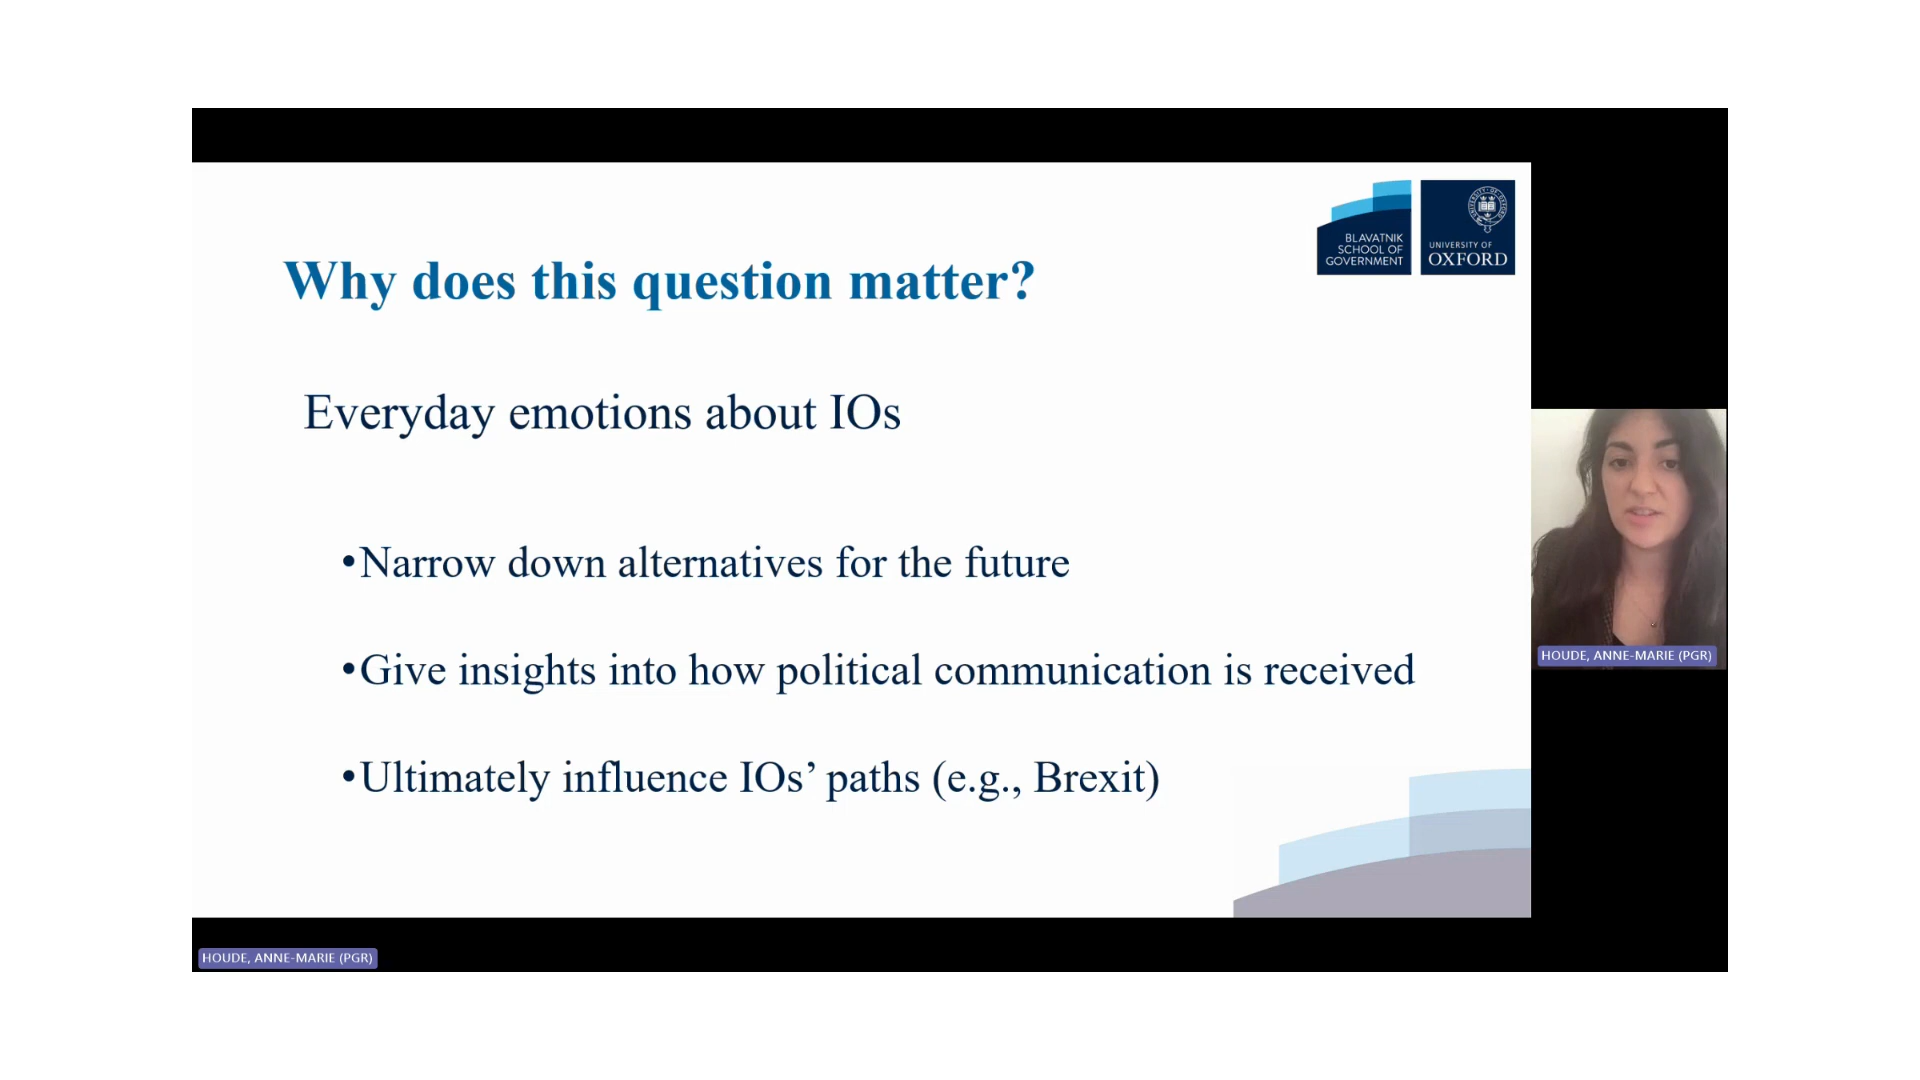 BLAVATNIK
SCHOOL OF
GOVERNMENT
UNIVERSITY OF
OXFORD
Why does this question matter?
Everyday emotions about IOs
•Narrow down alternatives for the future
•Give insights into how political communication is received
•Ultimately influence IOs’ paths (e.g., Brexit)
HOUDE, ANNE-MARIE (PGR)
HOUDE, ANNE-MARIE (PGR)